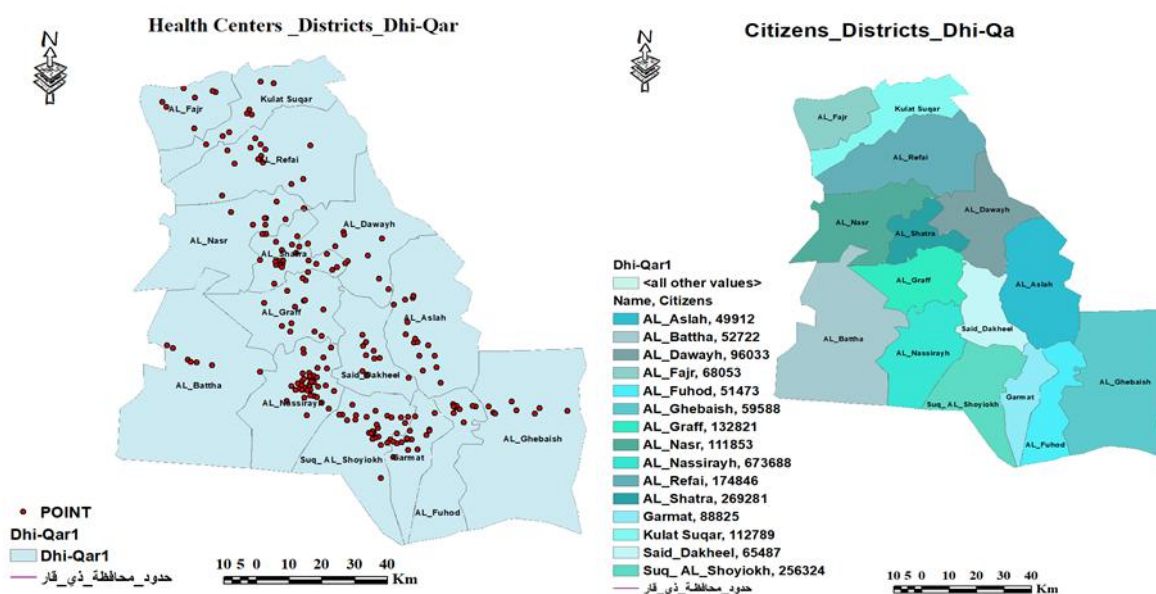 Health Centers _Districts_Dhi-Qar
N
AL_Fajr
Kulat Suqar
AL_Refai
AL_Nasr
AL_Dawayh
AL_Shatra
AL_Graff
AL_Aslah
AL_Battha
Said_Dakheel
AL_Nassirayh
AL_Ghebaish
Suq_AL_Shoyiokh
Garmat
AL_Fuhod
POINT
Dhi-Qar1
Dhi-Qar1
حدود_محافظة_ذي_قار
10 5 0 10 20 30 40
Km
Citizens_Districts_Dhi-Qa
N
Kulat Suqar
AL_Fajr
AL_Refai
AL_Nasr
AL_Dawayh
AL_Shatra
AL_Graff
AL_Aslah
Said_Dakheel
AL_Battha
AL_Nassirayh
AL_Ghebaish
Garmat
Suq_ AL_Shoyiokh
AL_Fuhod
Dhi-Qar1
<all other values>
Name, Citizens
AL_Aslah, 49912
AL_Battha, 52722
AL_Dawayh, 96033
AL_Fajr, 68053
AL_Fuhod, 51473
AL_Ghebaish, 59588
AL_Graff, 132821
AL_Nasr, 111853
AL_Nassirayh, 673688
AL_Refai, 174846
AL_Shatra, 269281
Garmat, 88825
Kulat Suqar, 112789
Said_Dakheel, 65487
Suq_ AL_Shoyiokh, 256324
حدود_محافظة_ذي_قار
10 5 0 10 20 30 40
Km